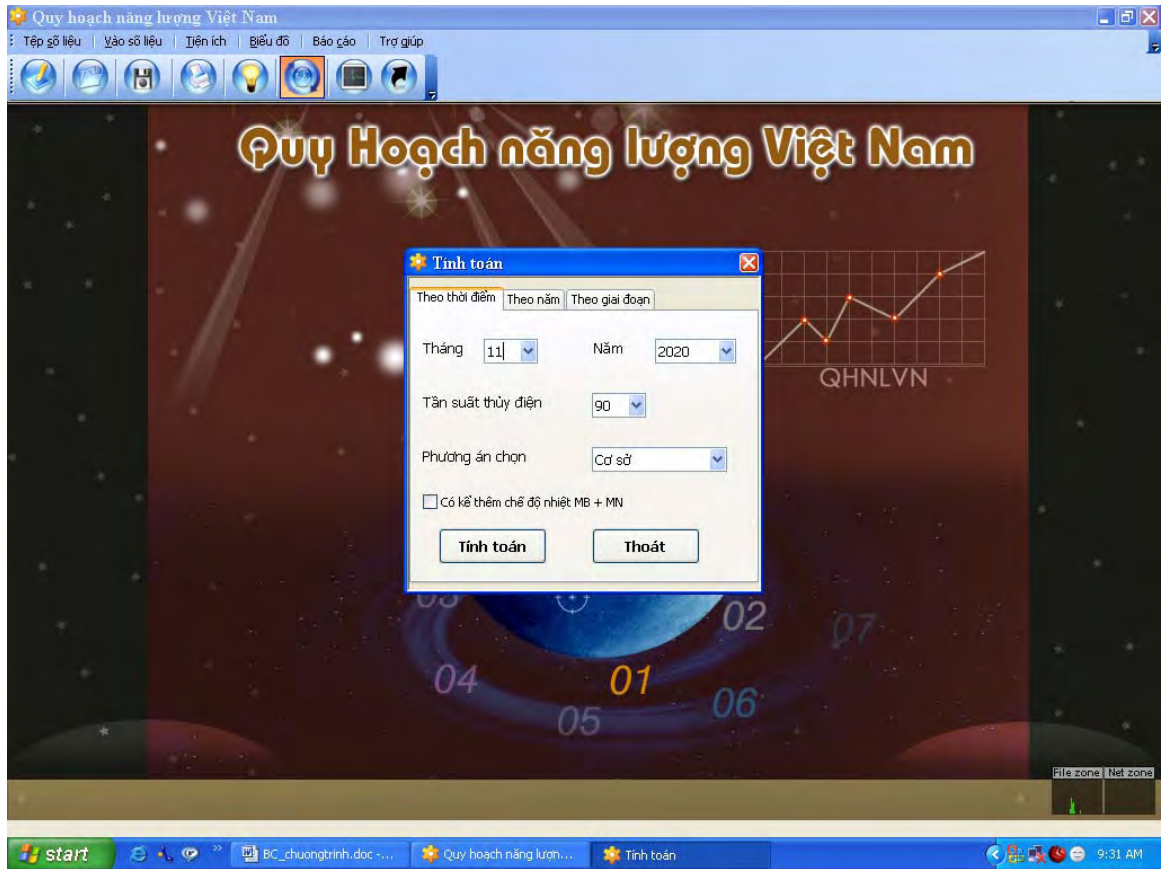 Quy hoạch năng lượng Việt Nam
Tệp số liệu Vào số liệu Tiện ích Biểu đồ Báo cáo Trợ giúp
Quy Hoạch năng lượng Việt Nam
Tính toán
Theo thời điểm Theo năm Theo giai đoạn
Tháng 11 Năm 2020
Tần suất thủy điện 90
Phương án chọn Cơ sở
Có kể thêm chế độ nhiệt MB + MN
Tính toán Thoát
QHNLVN
03 02 07
04 01 06
05
File zone Net zone
start BC_chuongtrinh.doc -... Quy hoạch năng lượn... Tính toán 9:31 AM